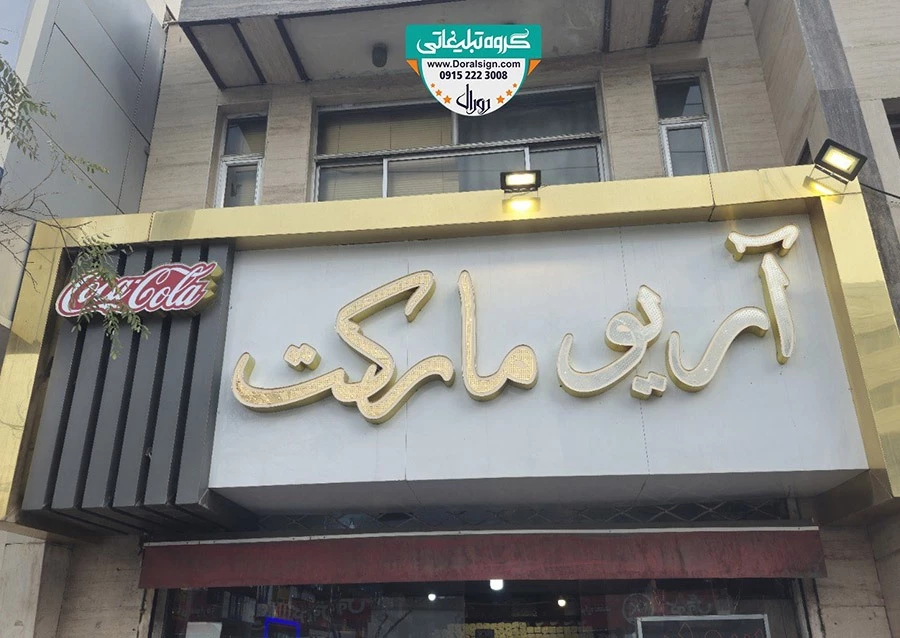 گروه تبلیغاتی
www.Doralsign.com
0915 222 3008
دورال
Coca-Cola
آریو مارکت